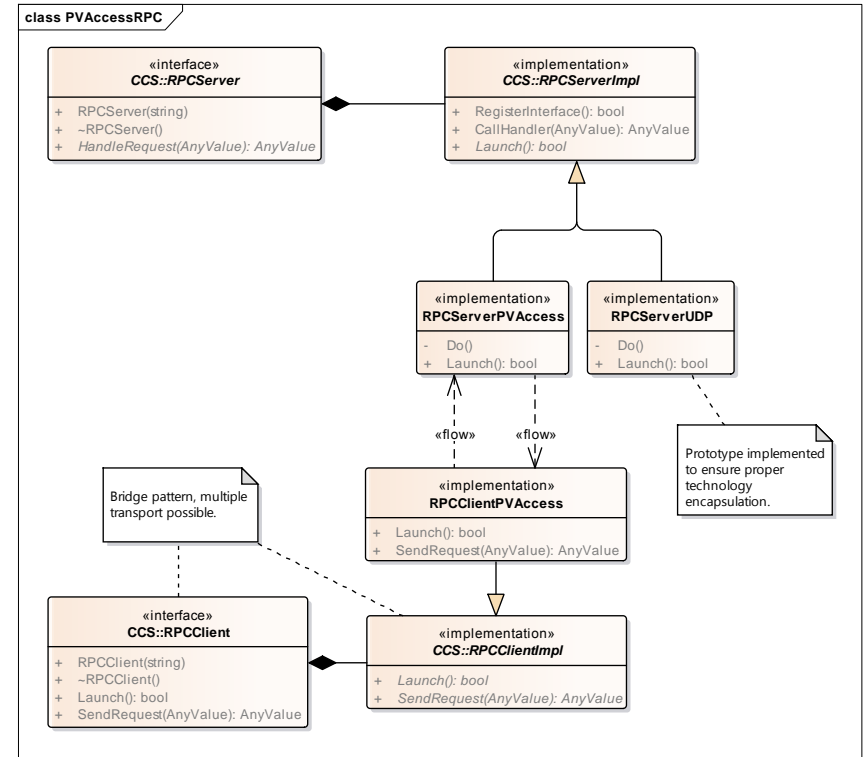 class PVAccessRPC
«interface»
CCS::RPCServer
+ RPCServer(string)
+ ~RPCServer()
+ HandleRequest(AnyValue): AnyValue
«implementation»
CCS::RPCServerImpl
+ RegisterInterface(): bool
+ CallHandler(AnyValue): AnyValue
+ Launch(): bool
«implementation»
RPCServerPVAccess
- Do()
+ Launch(): bool
«implementation»
RPCServerUDP
- Do()
+ Launch(): bool
«flow»
«flow»
Prototype implemented
to ensure proper
technology
encapsulation.
«implementation»
RPCClientPVAccess
+ Launch(): bool
+ SendRequest(AnyValue): AnyValue
Bridge pattern, multiple
transport possible.
«interface»
CCS::RPCClient
+ RPCClient(string)
+ ~RPCClient()
+ Launch(): bool
+ SendRequest(AnyValue): AnyValue
«implementation»
CCS::RPCClientImpl
+ Launch(): bool
+ SendRequest(AnyValue): AnyValue